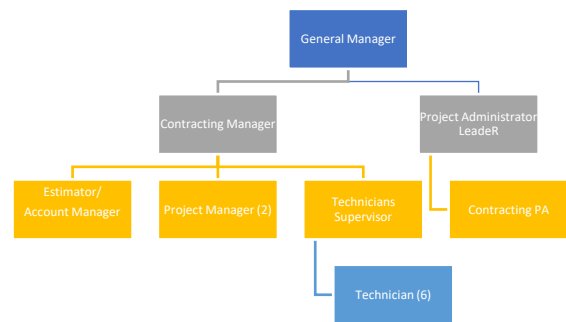 General Manager
Contracting Manager
Project Administrator
LeadeR
Estimator/
Account Manager
Project Manager (2)
Technicians
Supervisor
Contracting PA
Technician (6)